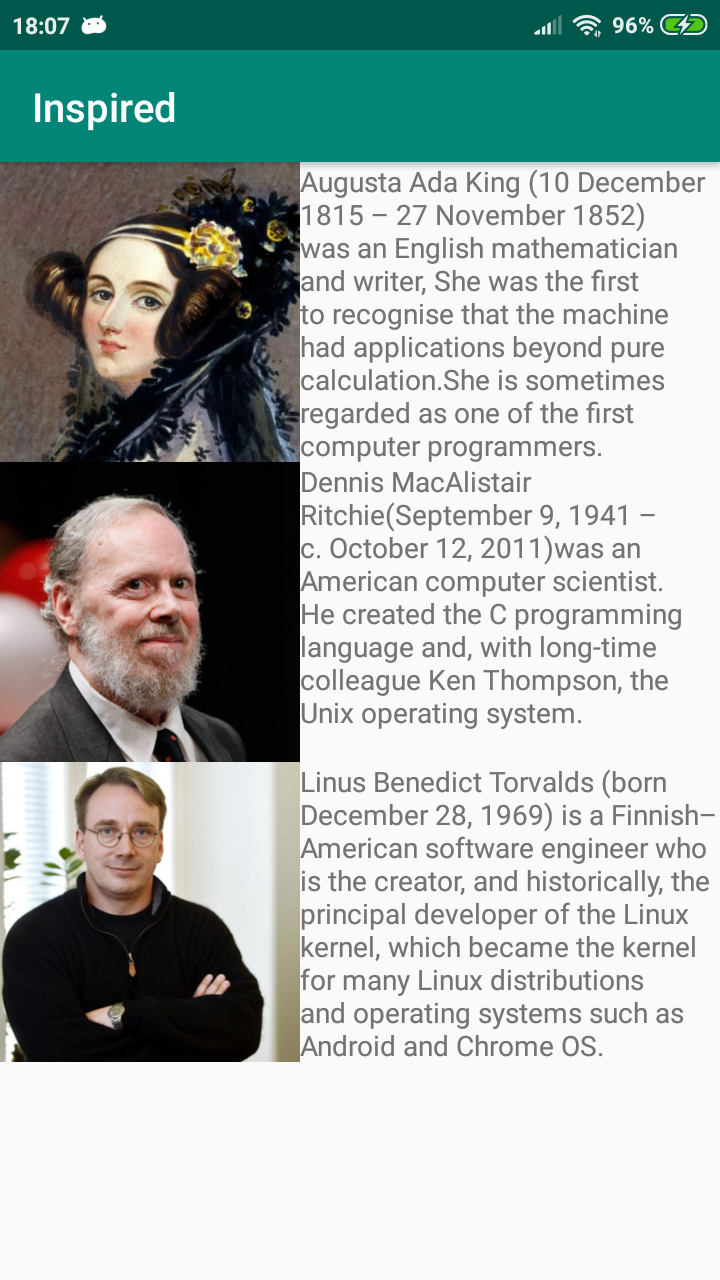 18:07 96%
Inspired
Augusta Ada King (10 December
1815 – 27 November 1852)
was an English mathematician
and writer, She was the first
to recognise that the machine
had applications beyond pure
calculation.She is sometimes
regarded as one of the first
computer programmers.
Dennis MacAlistair
Ritchie(September 9, 1941 –
c. October 12, 2011)was an
American computer scientist.
He created the C programming
language and, with long-time
colleague Ken Thompson, the
Unix operating system.
Linus Benedict Torvalds (born
December 28, 1969) is a Finnish–
American software engineer who
is the creator, and historically, the
principal developer of the Linux
kernel, which became the kernel
for many Linux distributions
and operating systems such as
Android and Chrome OS.